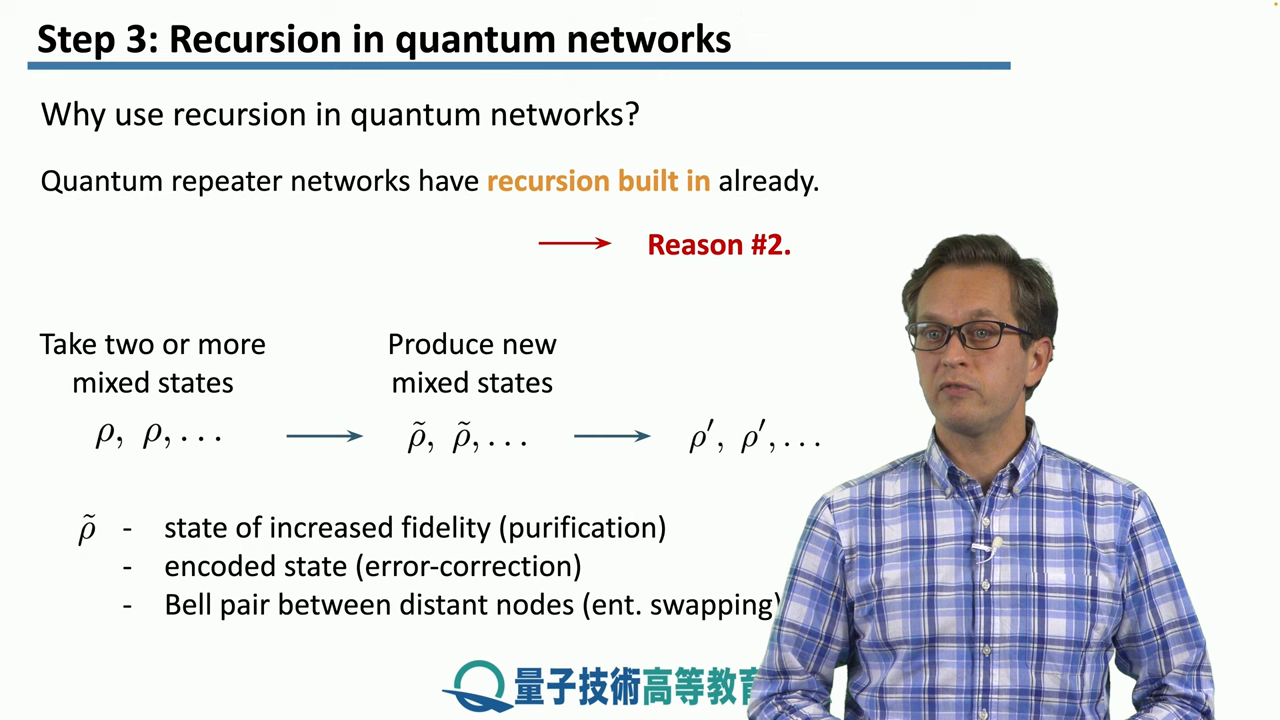 Step 3: Recursion in quantum networks
Why use recursion in quantum networks?
Quantum repeater networks have recursion built in already.
Reason #2.
Take two or more
mixed states
Produce new
mixed states
ρ, ρ, . . .
ρ̃, ρ̃, . . .
ρ′, ρ′, . . .
ρ̃ - state of increased fidelity (purification)
- encoded state (error-correction)
- Bell pair between distant nodes (ent. swapping)
量子技術高等教育